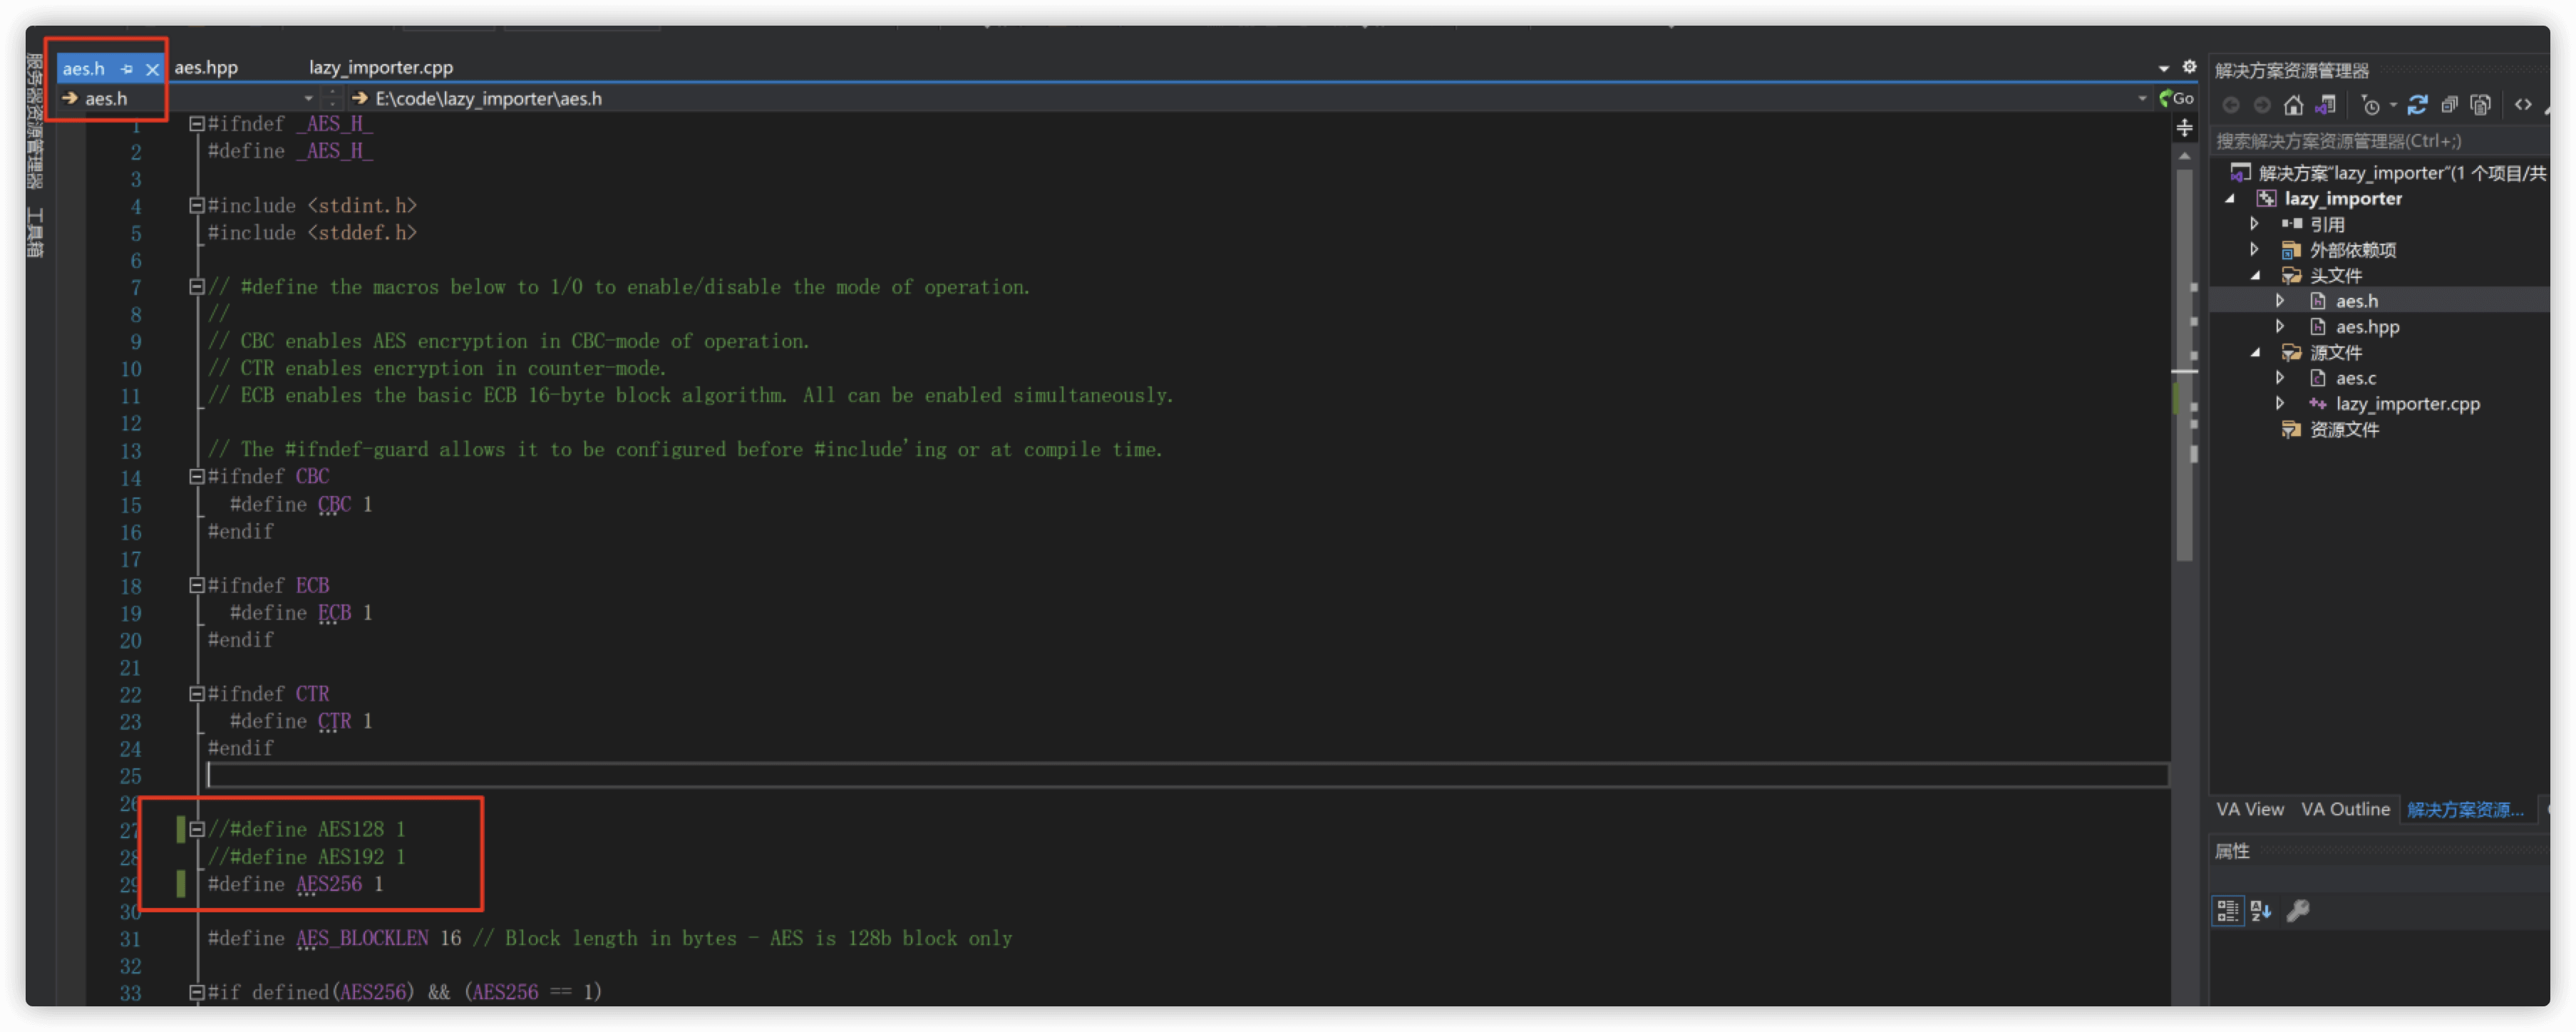 服务器资源管理器 工具箱
aes.h
aes.hpp
lazy_importer.cpp
aes.h
E:\code\lazy_importer\aes.h
Go
1 #ifndef _AES_H_
2 #define _AES_H_
3
4 #include <stdint.h>
5 #include <stddef.h>
6
7 // #define the macros below to 1/0 to enable/disable the mode of operation.
8 //
9 // CBC enables AES encryption in CBC-mode of operation.
10 // CTR enables encryption in counter-mode.
11 // ECB enables the basic ECB 16-byte block algorithm. All can be enabled simultaneously.
12
13 // The #ifndef-guard allows it to be configured before #include'ing or at compile time.
14 #ifndef CBC
15 #define CBC 1
16 #endif
17
18 #ifndef ECB
19 #define ECB 1
20 #endif
21
22 #ifndef CTR
23 #define CTR 1
24 #endif
25
26
27 //#define AES128 1
28 //#define AES192 1
29 #define AES256 1
30
31 #define AES_BLOCKLEN 16 // Block length in bytes - AES is 128b block only
32
33 #if defined(AES256) && (AES256 == 1)
解决方案资源管理器
搜索解决方案资源管理器(Ctrl+;)
解决方案"lazy_importer"(1 个项目/共
lazy_importer
引用
外部依赖项
头文件
aes.h
aes.hpp
源文件
aes.c
lazy_importer.cpp
资源文件
VA View VA Outline 解决方案资源...
属性